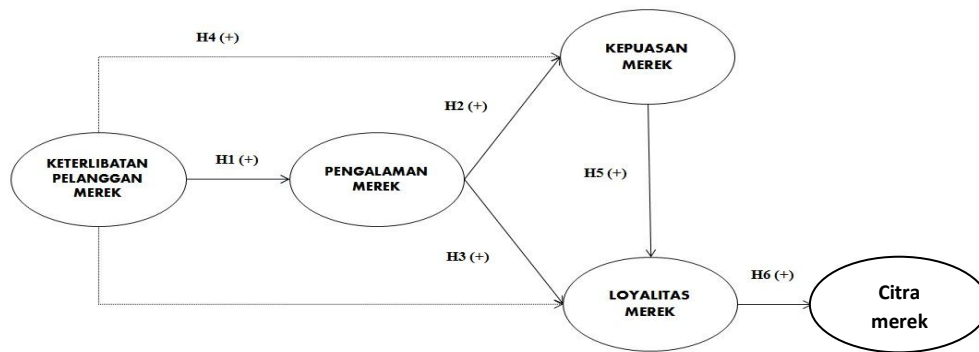 H4 (+)
KEPUASAN
MEREK
H2 (+)
KETERLIBATAN
PELANGGAN
MEREK
H1 (+)
PENGALAMAN
MEREK
H5 (+)
H3 (+)
LOYALITAS
MEREK
H6 (+)
Citra
merek